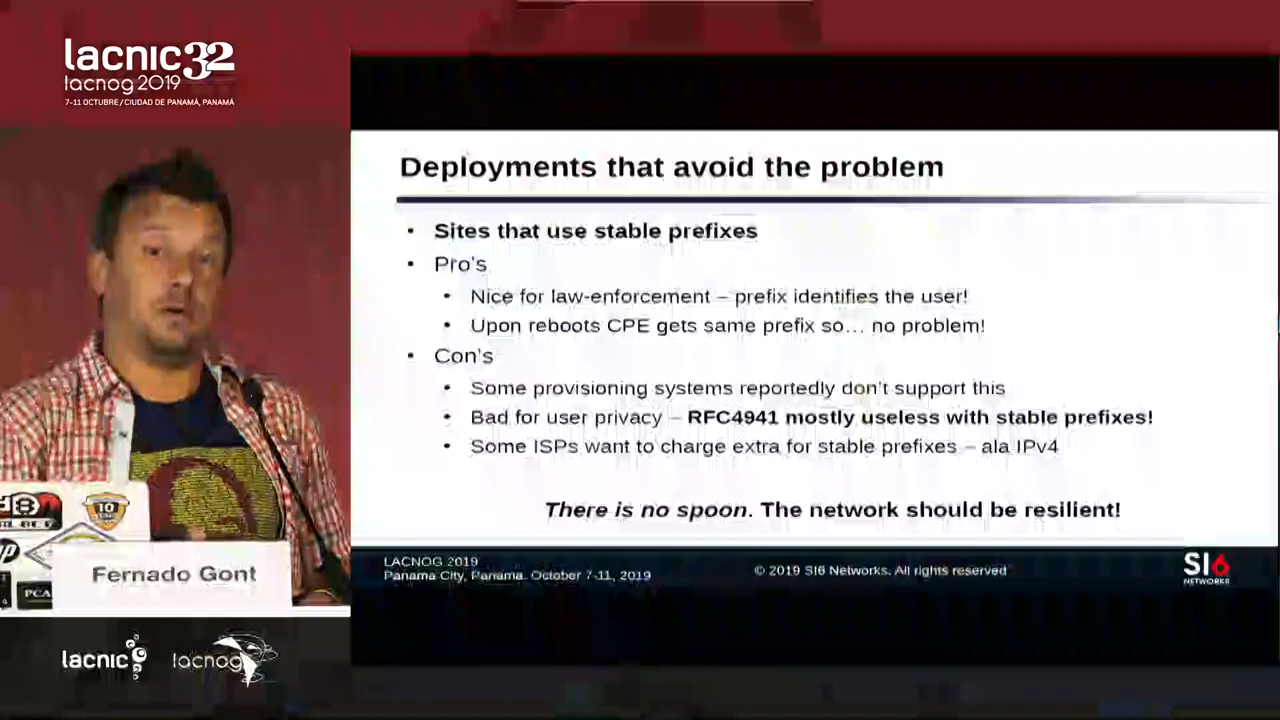 lacnic32
lacnog 2019
7-11 OCTUBRE / CIUDAD DE PANAMÁ, PANAMÁ
Deployments that avoid the problem
• Sites that use stable prefixes
• Pro's
• Nice for law-enforcement – prefix identifies the user!
• Upon reboots CPE gets same prefix so… no problem!
• Con's
• Some provisioning systems reportedly don't support this
• Bad for user privacy – RFC4941 mostly useless with stable prefixes!
• Some ISPs want to charge extra for stable prefixes – ala IPv4
There is no spoon. The network should be resilient!
LACNOG 2019
Panama City, Panama. October 7-11, 2019
© 2019 SI6 Networks. All rights reserved
SI6
NETWORKS
10
Fernado Gont
lacnic
lacnog